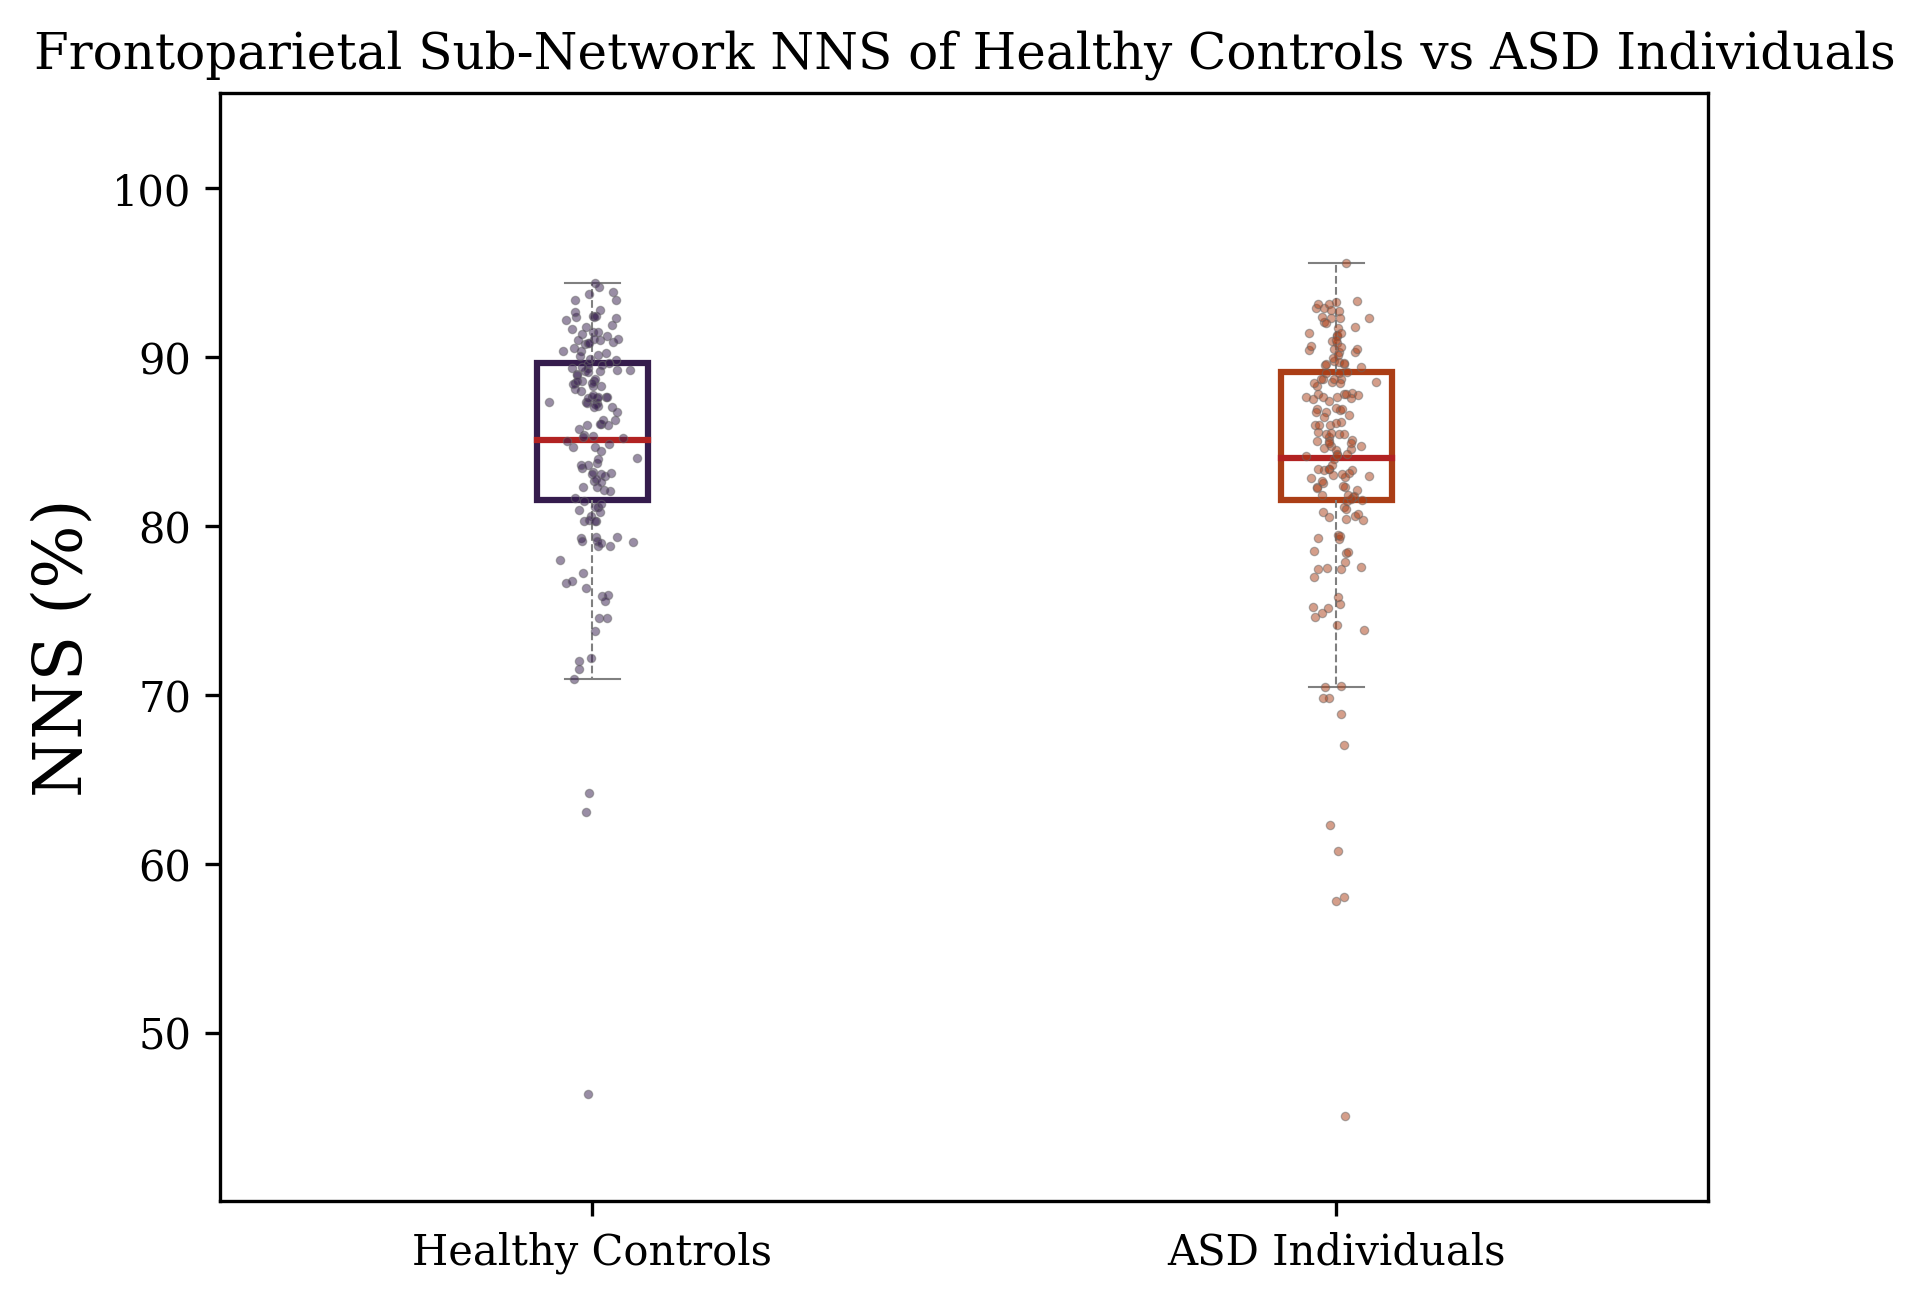 Frontoparietal Sub-Network NNS of Healthy Controls vs ASD Individuals
NNS (%)
100
90
80
70
60
50
Healthy Controls
ASD Individuals